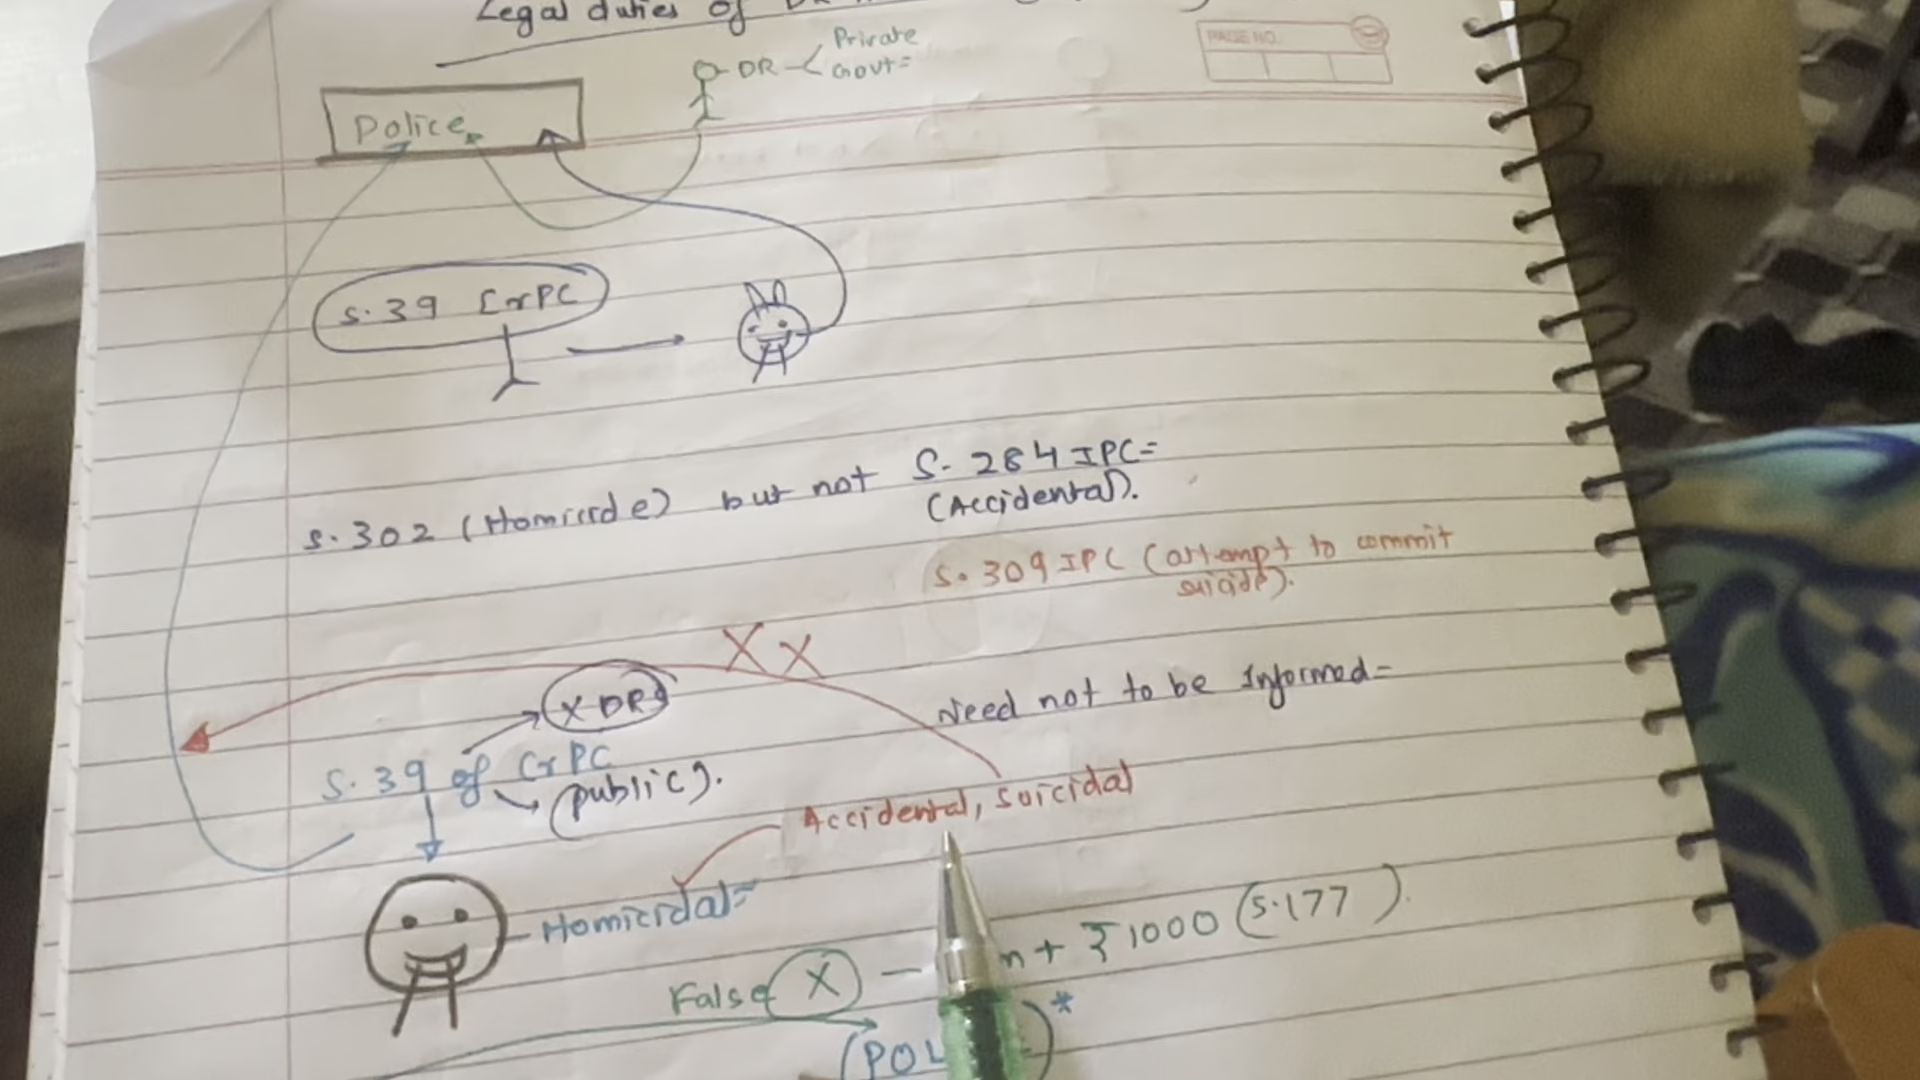 Legal duties of
Private
DR
Govt=
PAGE NO.
Police
S.39 CrPC
S.302 (Homicide) but not S.284 IPC=
(Accidental).
S.309 IPC (attempt to commit
suicide).
X X
X DR
Need not to be Informed=
S.39 of CrPC
(public).
Accidental, Suicidal
Homicidal=
False X — m + ₹1000 (S.177).
(POL *